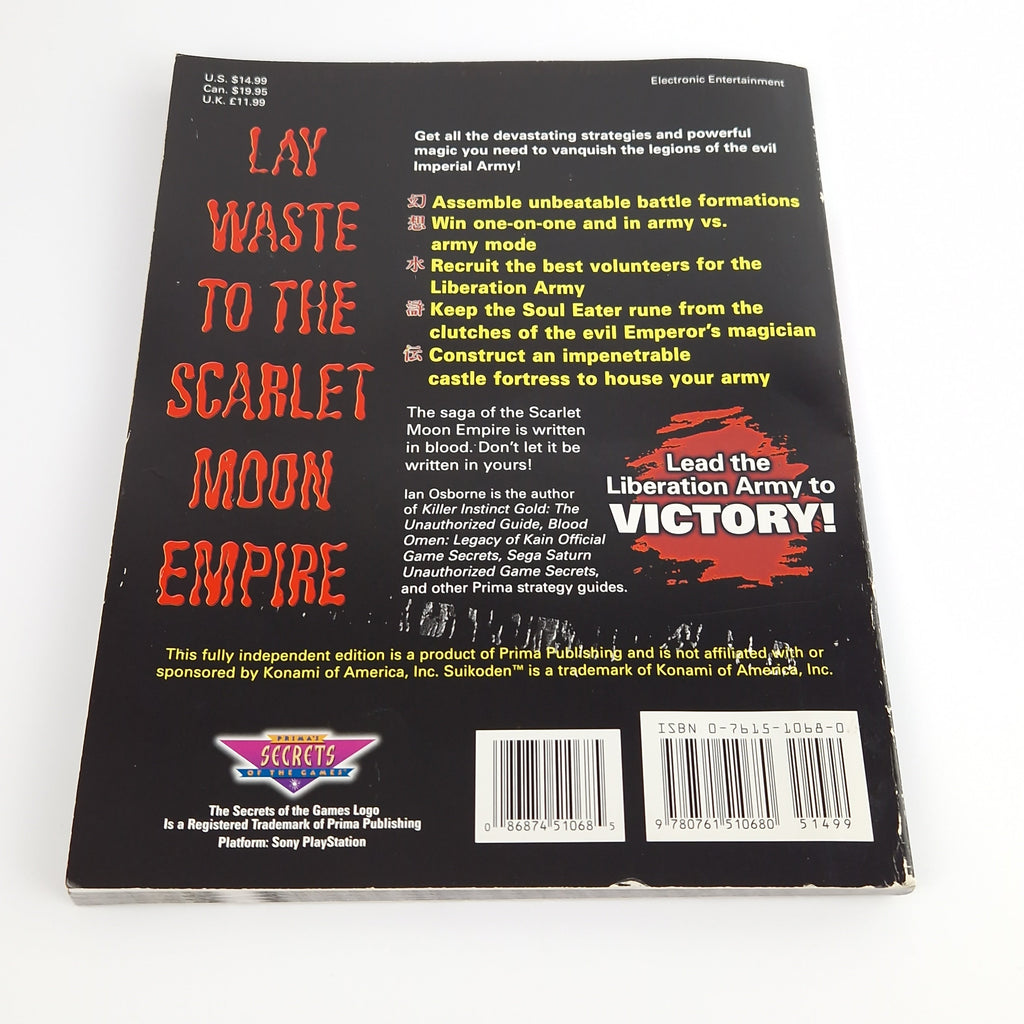 U.S. $14.99
Can. $19.95
U.K. £11.99
Electronic Entertainment
LAY
WASTE
TO THE
SCARLET
MOON
EMPIRE
Get all the devastating strategies and powerful
magic you need to vanquish the legions of the evil
Imperial Army!
幻 Assemble unbeatable battle formations
想 Win one-on-one and in army vs.
army mode
水 Recruit the best volunteers for the
Liberation Army
滸 Keep the Soul Eater rune from the
clutches of the evil Emperor's magician
伝 Construct an impenetrable
castle fortress to house your army
The saga of the Scarlet
Moon Empire is written
in blood. Don't let it be
written in yours!
Lead the
Liberation Army to
VICTORY!
Ian Osborne is the author
of Killer Instinct Gold: The
Unauthorized Guide, Blood
Omen: Legacy of Kain Official
Game Secrets, Sega Saturn
Unauthorized Game Secrets,
and other Prima strategy guides.
This fully independent edition is a product of Prima Publishing and is not affiliated with or
sponsored by Konami of America, Inc. Suikoden™ is a trademark of Konami of America, Inc.
PRIMA'S
SECRETS
OF THE GAMES®
The Secrets of the Games Logo
Is a Registered Trademark of Prima Publishing
Platform: Sony PlayStation
0 86874 51068 5
ISBN 0-7615-1068-0
9 780761 510680
51499